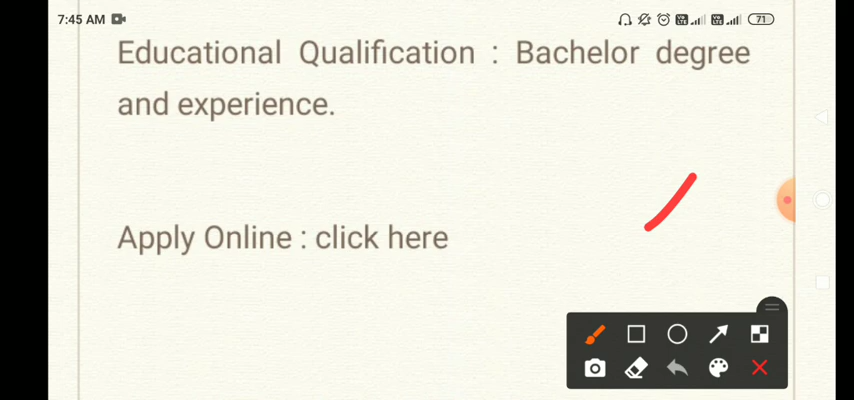 7:45 AM
71
Educational Qualification : Bachelor degree
and experience.
Apply Online : click here